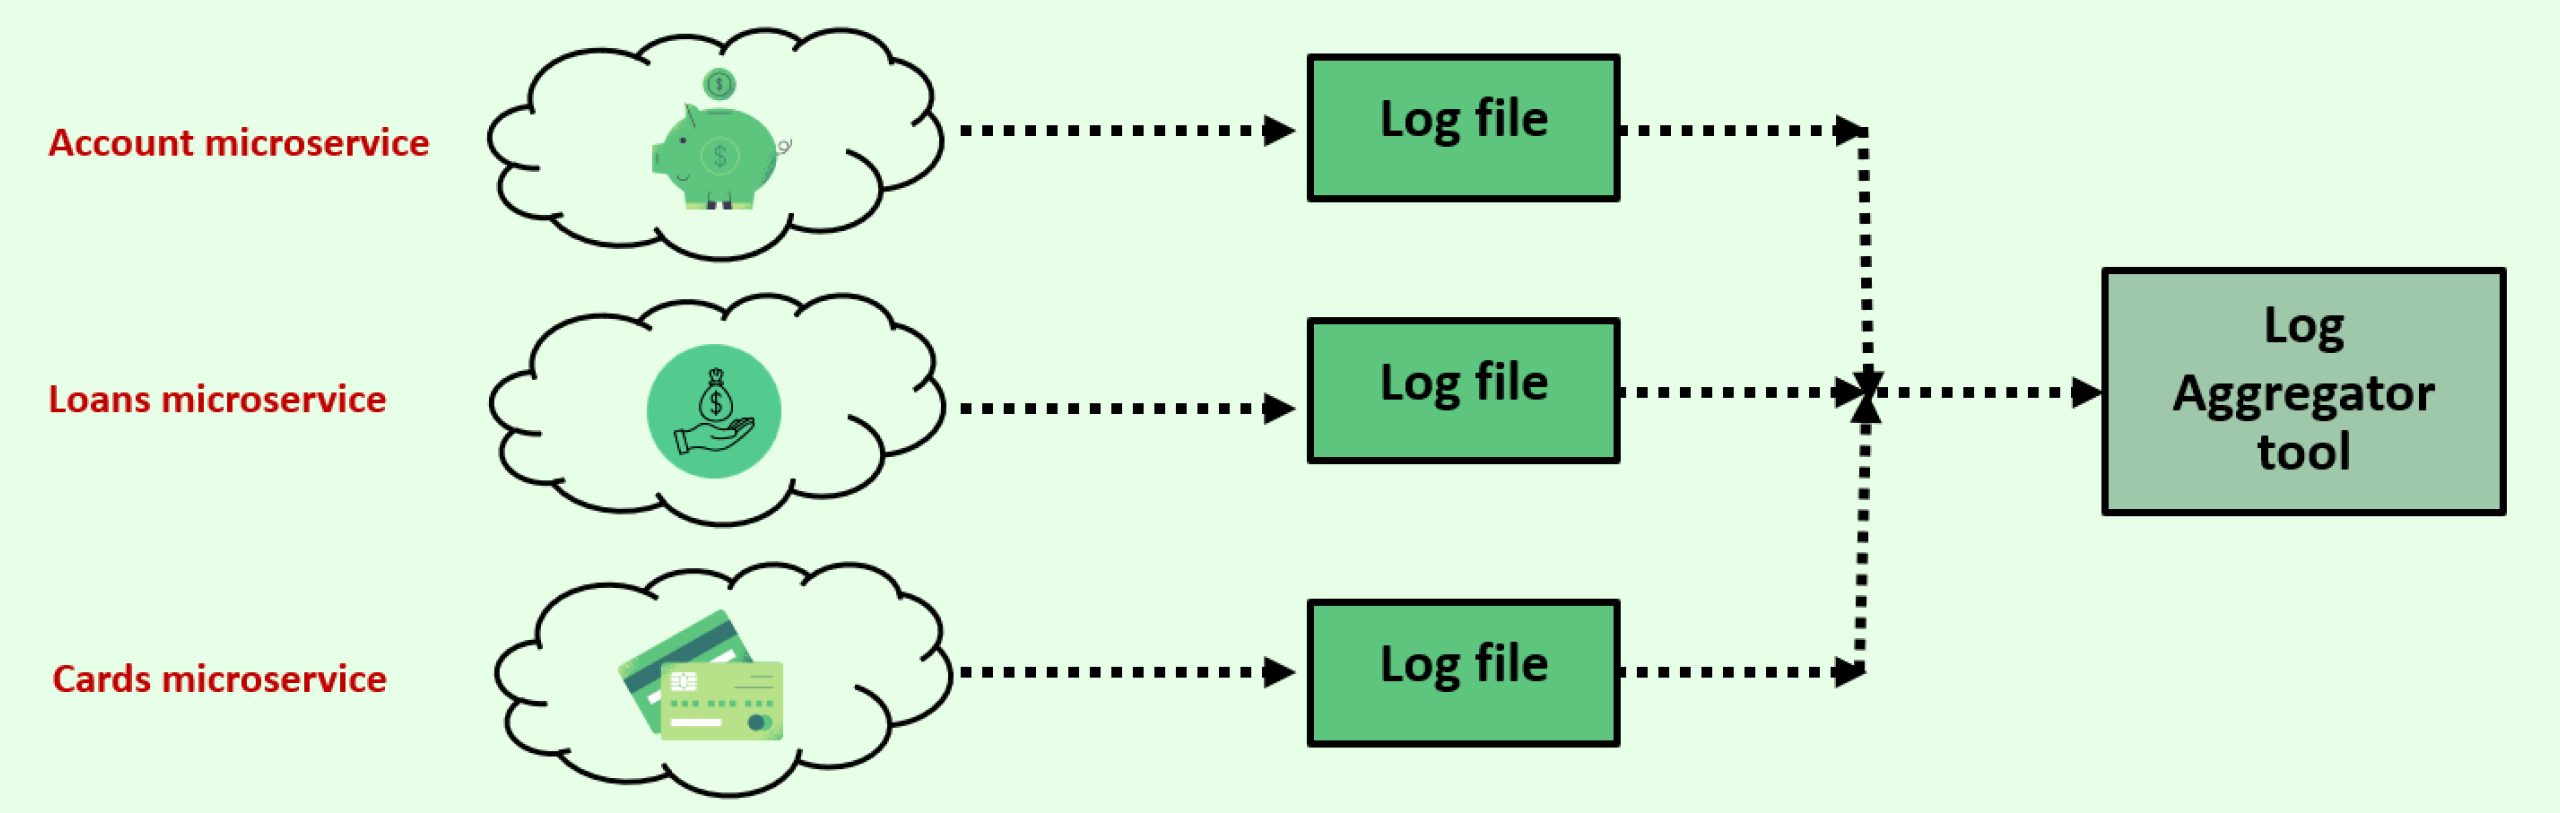 Account microservice
Log file
Loans microservice
Log file
Log
Aggregator
tool
Cards microservice
Log file